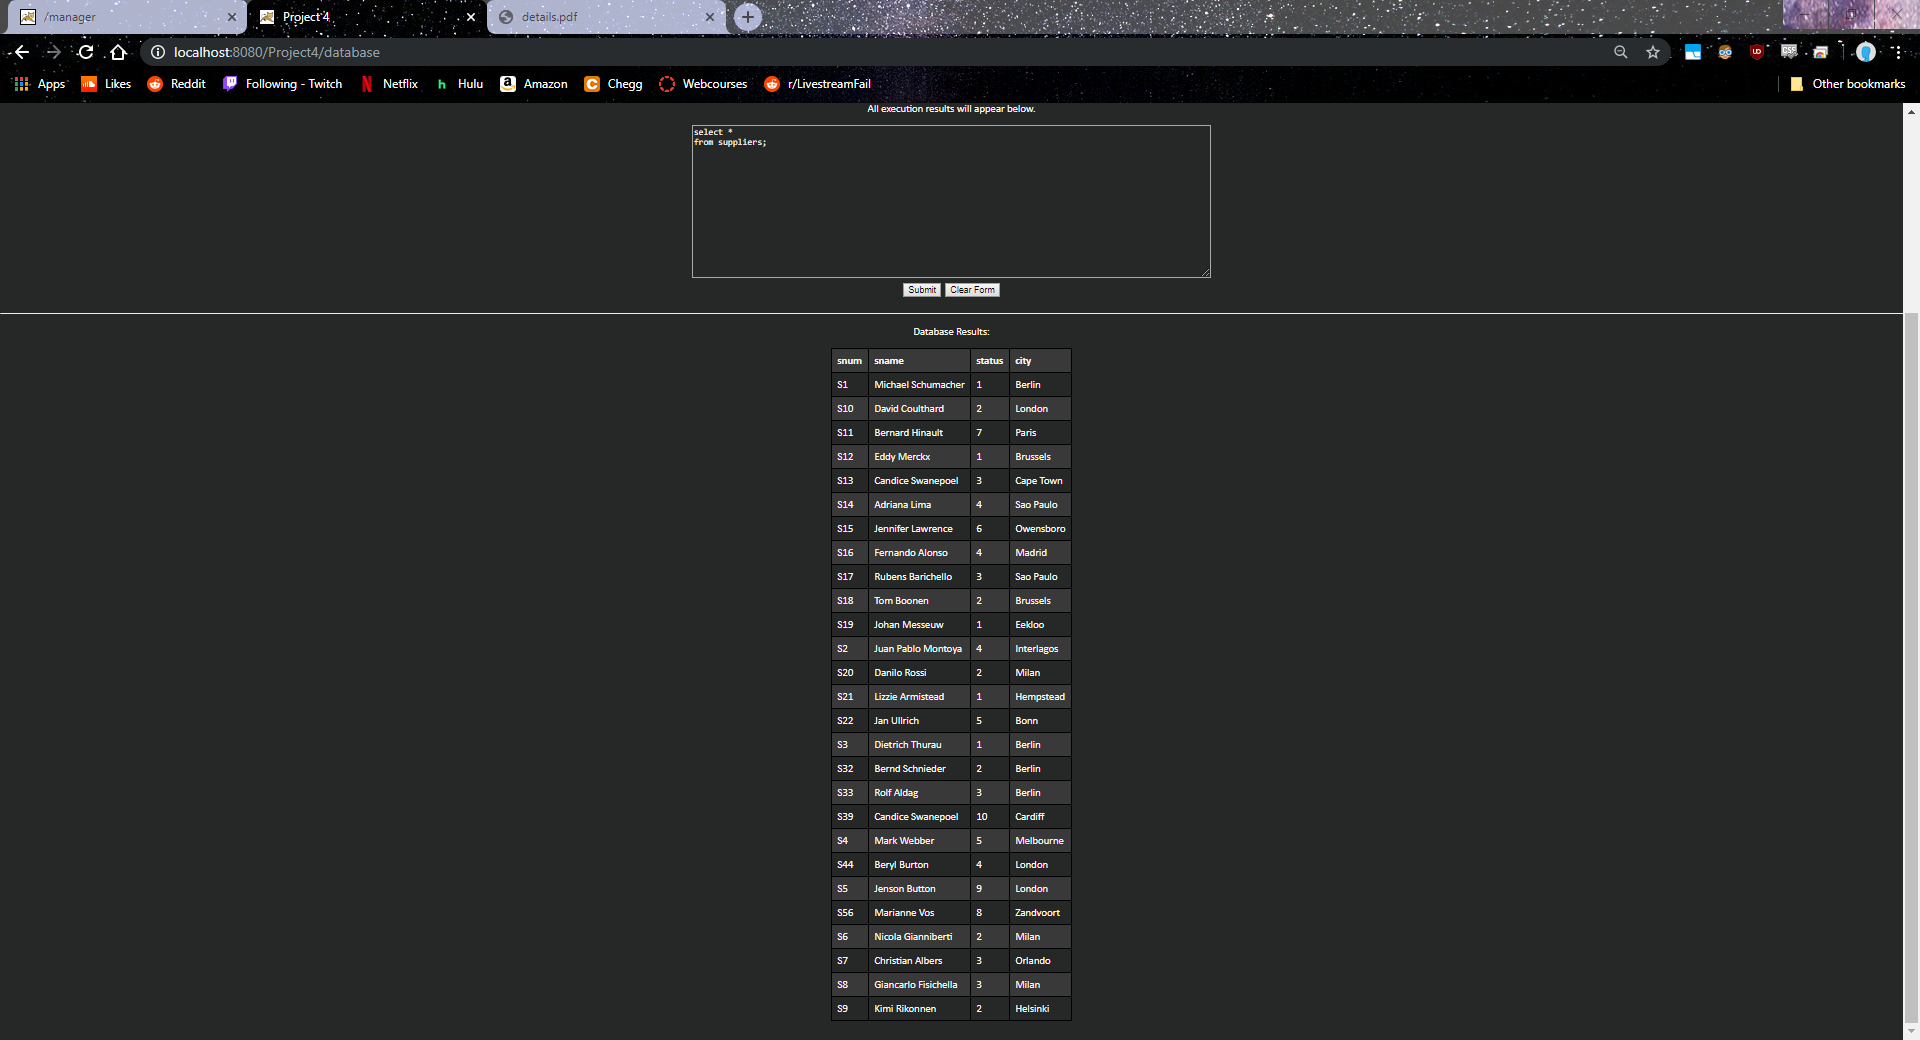 /manager
Project 4
details.pdf
localhost:8080/Project4/database
Apps Likes Reddit Following - Twitch Netflix Hulu Amazon Chegg Webcourses r/LivestreamFail Other bookmarks
All execution results will appear below.
select *
from suppliers;
Submit Clear Form
Database Results:
snum sname status city
S1 Michael Schumacher 1 Berlin
S10 David Coulthard 2 London
S11 Bernard Hinault 7 Paris
S12 Eddy Merckx 1 Brussels
S13 Candice Swanepoel 3 Cape Town
S14 Adriana Lima 4 Sao Paulo
S15 Jennifer Lawrence 6 Owensboro
S16 Fernando Alonso 4 Madrid
S17 Rubens Barichello 3 Sao Paulo
S18 Tom Boonen 2 Brussels
S19 Johan Messeuw 1 Eekloo
S2 Juan Pablo Montoya 4 Interlagos
S20 Danilo Rossi 2 Milan
S21 Lizzie Armistead 1 Hempstead
S22 Jan Ullrich 5 Bonn
S3 Dietrich Thurau 1 Berlin
S32 Bernd Schnieder 2 Berlin
S33 Rolf Aldag 3 Berlin
S39 Candice Swanepoel 10 Cardiff
S4 Mark Webber 5 Melbourne
S44 Beryl Burton 4 London
S5 Jenson Button 9 London
S56 Marianne Vos 8 Zandvoort
S6 Nicola Gianniberti 2 Milan
S7 Christian Albers 3 Orlando
S8 Giancarlo Fisichella 3 Milan
S9 Kimi Rikonnen 2 Helsinki